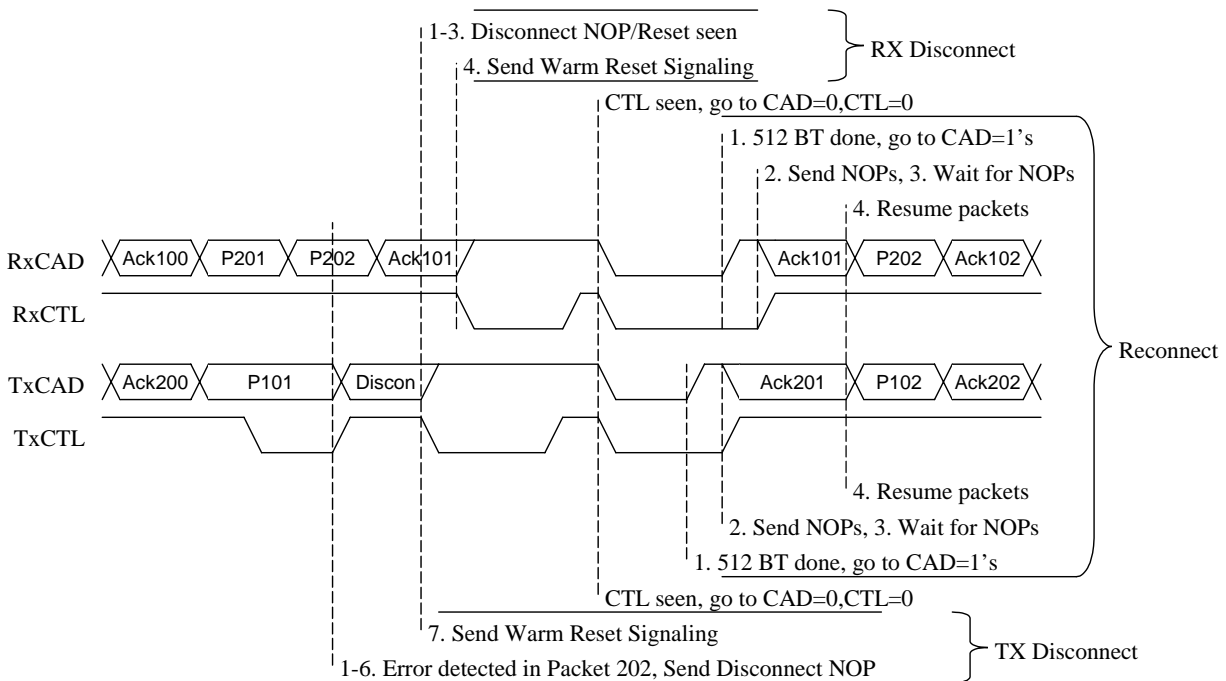 1-3. Disconnect NOP/Reset seen
RX Disconnect
4. Send Warm Reset Signaling
CTL seen, go to CAD=0,CTL=0
1. 512 BT done, go to CAD=1's
2. Send NOPs, 3. Wait for NOPs
4. Resume packets
RxCAD Ack100 P201 P202 Ack101 Ack101 P202 Ack102
RxCTL
Reconnect
TxCAD Ack200 P101 Discon Ack201 P102 Ack202
TxCTL
4. Resume packets
2. Send NOPs, 3. Wait for NOPs
1. 512 BT done, go to CAD=1's
CTL seen, go to CAD=0,CTL=0
7. Send Warm Reset Signaling
TX Disconnect
1-6. Error detected in Packet 202, Send Disconnect NOP